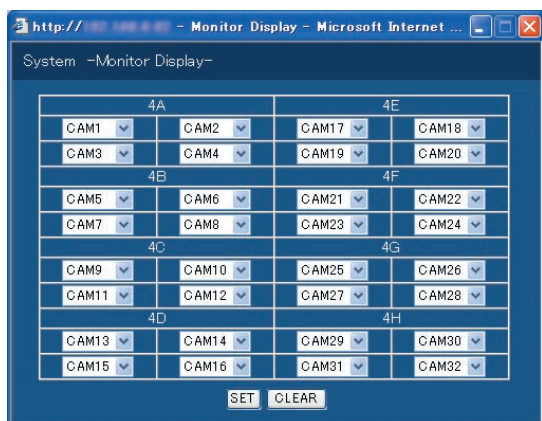 http:// - Monitor Display - Microsoft Internet ...
System -Monitor Display-
4A 4E
CAM1 CAM2 CAM17 CAM18
CAM3 CAM4 CAM19 CAM20
4B 4F
CAM5 CAM6 CAM21 CAM22
CAM7 CAM8 CAM23 CAM24
4C 4G
CAM9 CAM10 CAM25 CAM26
CAM11 CAM12 CAM27 CAM28
4D 4H
CAM13 CAM14 CAM29 CAM30
CAM15 CAM16 CAM31 CAM32
SET CLEAR